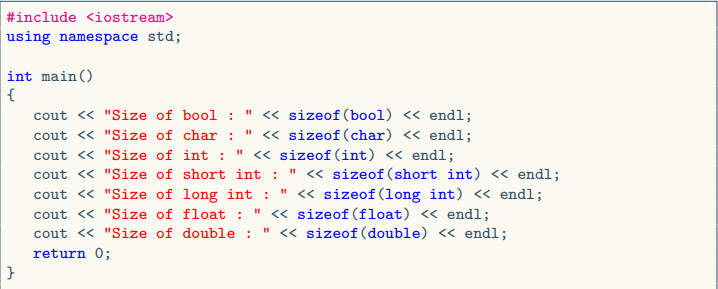 #include <iostream>
using namespace std;

int main()
{
   cout << "Size of bool : " << sizeof(bool) << endl;
   cout << "Size of char : " << sizeof(char) << endl;
   cout << "Size of int : " << sizeof(int) << endl;
   cout << "Size of short int : " << sizeof(short int) << endl;
   cout << "Size of long int : " << sizeof(long int) << endl;
   cout << "Size of float : " << sizeof(float) << endl;
   cout << "Size of double : " << sizeof(double) << endl;
   return 0;
}